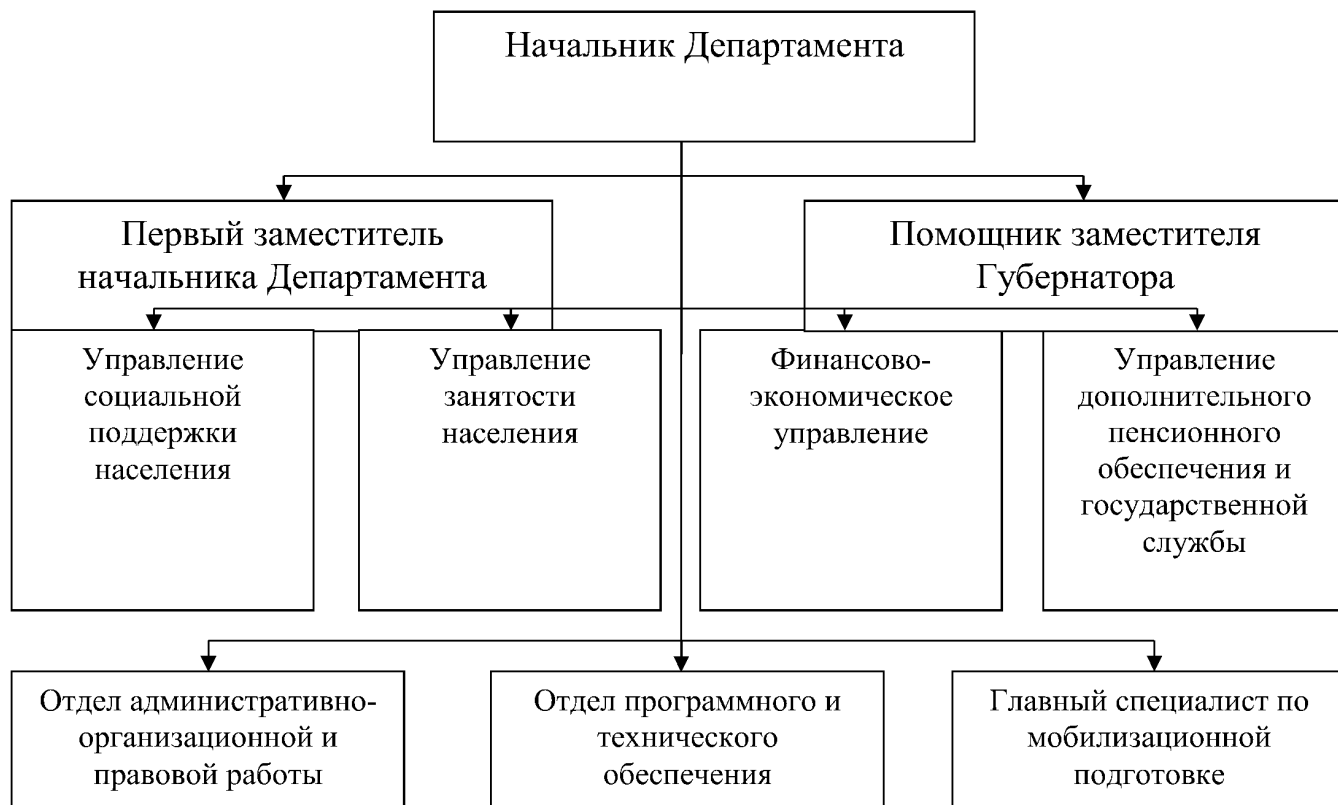 Начальник Департамента
Первый заместитель
начальника Департамента
Помощник заместителя
Губернатора
Управление
социальной
поддержки
населения
Управление
занятости
населения
Финансово-
экономическое
управление
Управление
дополнительного
пенсионного
обеспечения и
государственной
службы
Отдел административно-
организационной и
правовой работы
Отдел программного и
технического
обеспечения
Главный специалист по
мобилизационной
подготовке